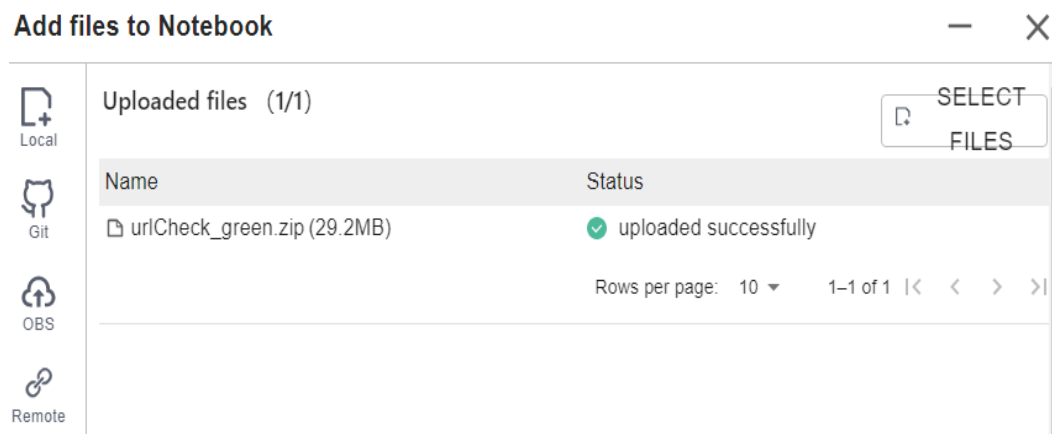 Add files to Notebook
Local
Git
OBS
Remote
Uploaded files (1/1)
SELECT
FILES
Name Status
urlCheck_green.zip (29.2MB) uploaded successfully
Rows per page: 10 1–1 of 1